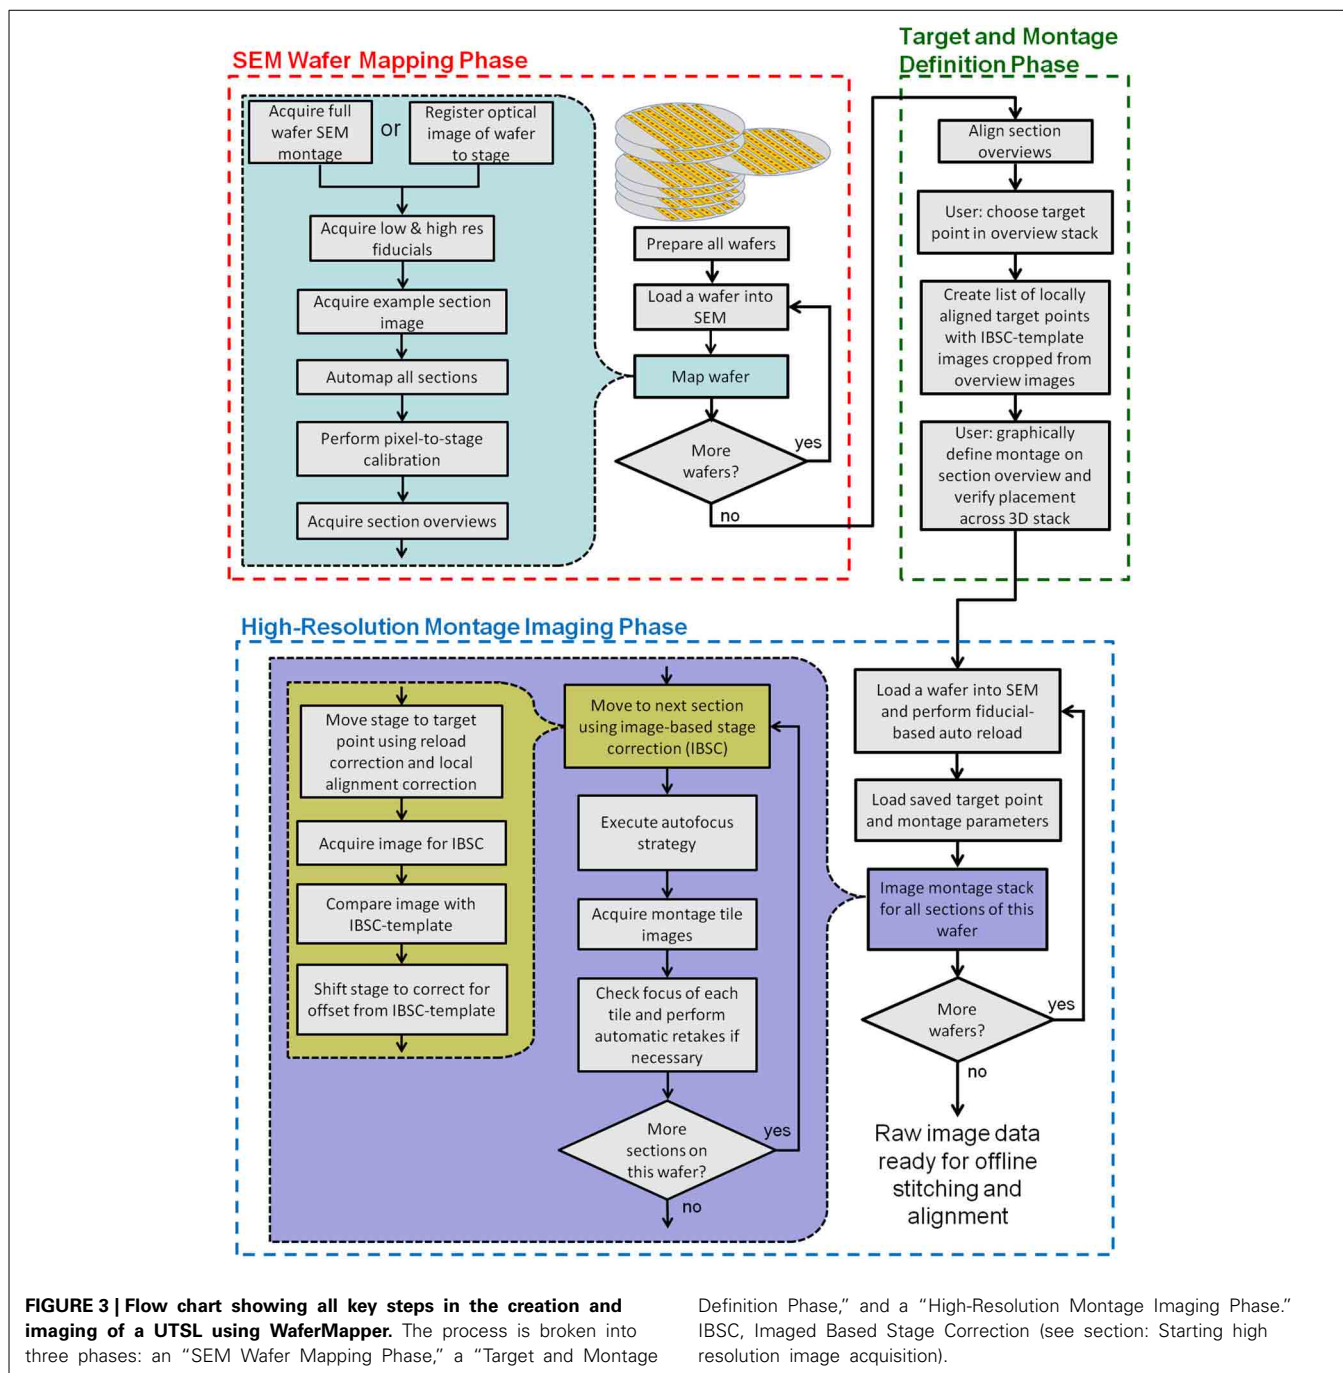 SEM Wafer Mapping Phase
Acquire full
wafer SEM
montage
or
Register optical
image of wafer
to stage
Acquire low & high res
fiducials
Acquire example section
image
Automap all sections
Perform pixel-to-stage
calibration
Acquire section overviews
Prepare all wafers
Load a wafer into
SEM
Map wafer
More
wafers?
yes
no
Target and Montage
Definition Phase
Align section
overviews
User: choose target
point in overview stack
Create list of locally
aligned target points
with IBSC-template
images cropped from
overview images
User: graphically
define montage on
section overview and
verify placement
across 3D stack
High-Resolution Montage Imaging Phase
Move stage to target
point using reload
correction and local
alignment correction
Acquire image for IBSC
Compare image with
IBSC-template
Shift stage to correct for
offset from IBSC-template
Move to next section
using image-based stage
correction (IBSC)
Execute autofocus
strategy
Acquire montage tile
images
Check focus of each
tile and perform
automatic retakes if
necessary
More
sections on
this wafer?
yes
no
Load a wafer into SEM
and perform fiducial-
based auto reload
Load saved target point
and montage parameters
Image montage stack
for all sections of this
wafer
More
wafers?
yes
no
Raw image data
ready for offline
stitching and
alignment
FIGURE 3 | Flow chart showing all key steps in the creation and
imaging of a UTSL using WaferMapper. The process is broken into
three phases: an “SEM Wafer Mapping Phase,” a “Target and Montage
Definition Phase,” and a “High-Resolution Montage Imaging Phase.”
IBSC, Imaged Based Stage Correction (see section: Starting high
resolution image acquisition).